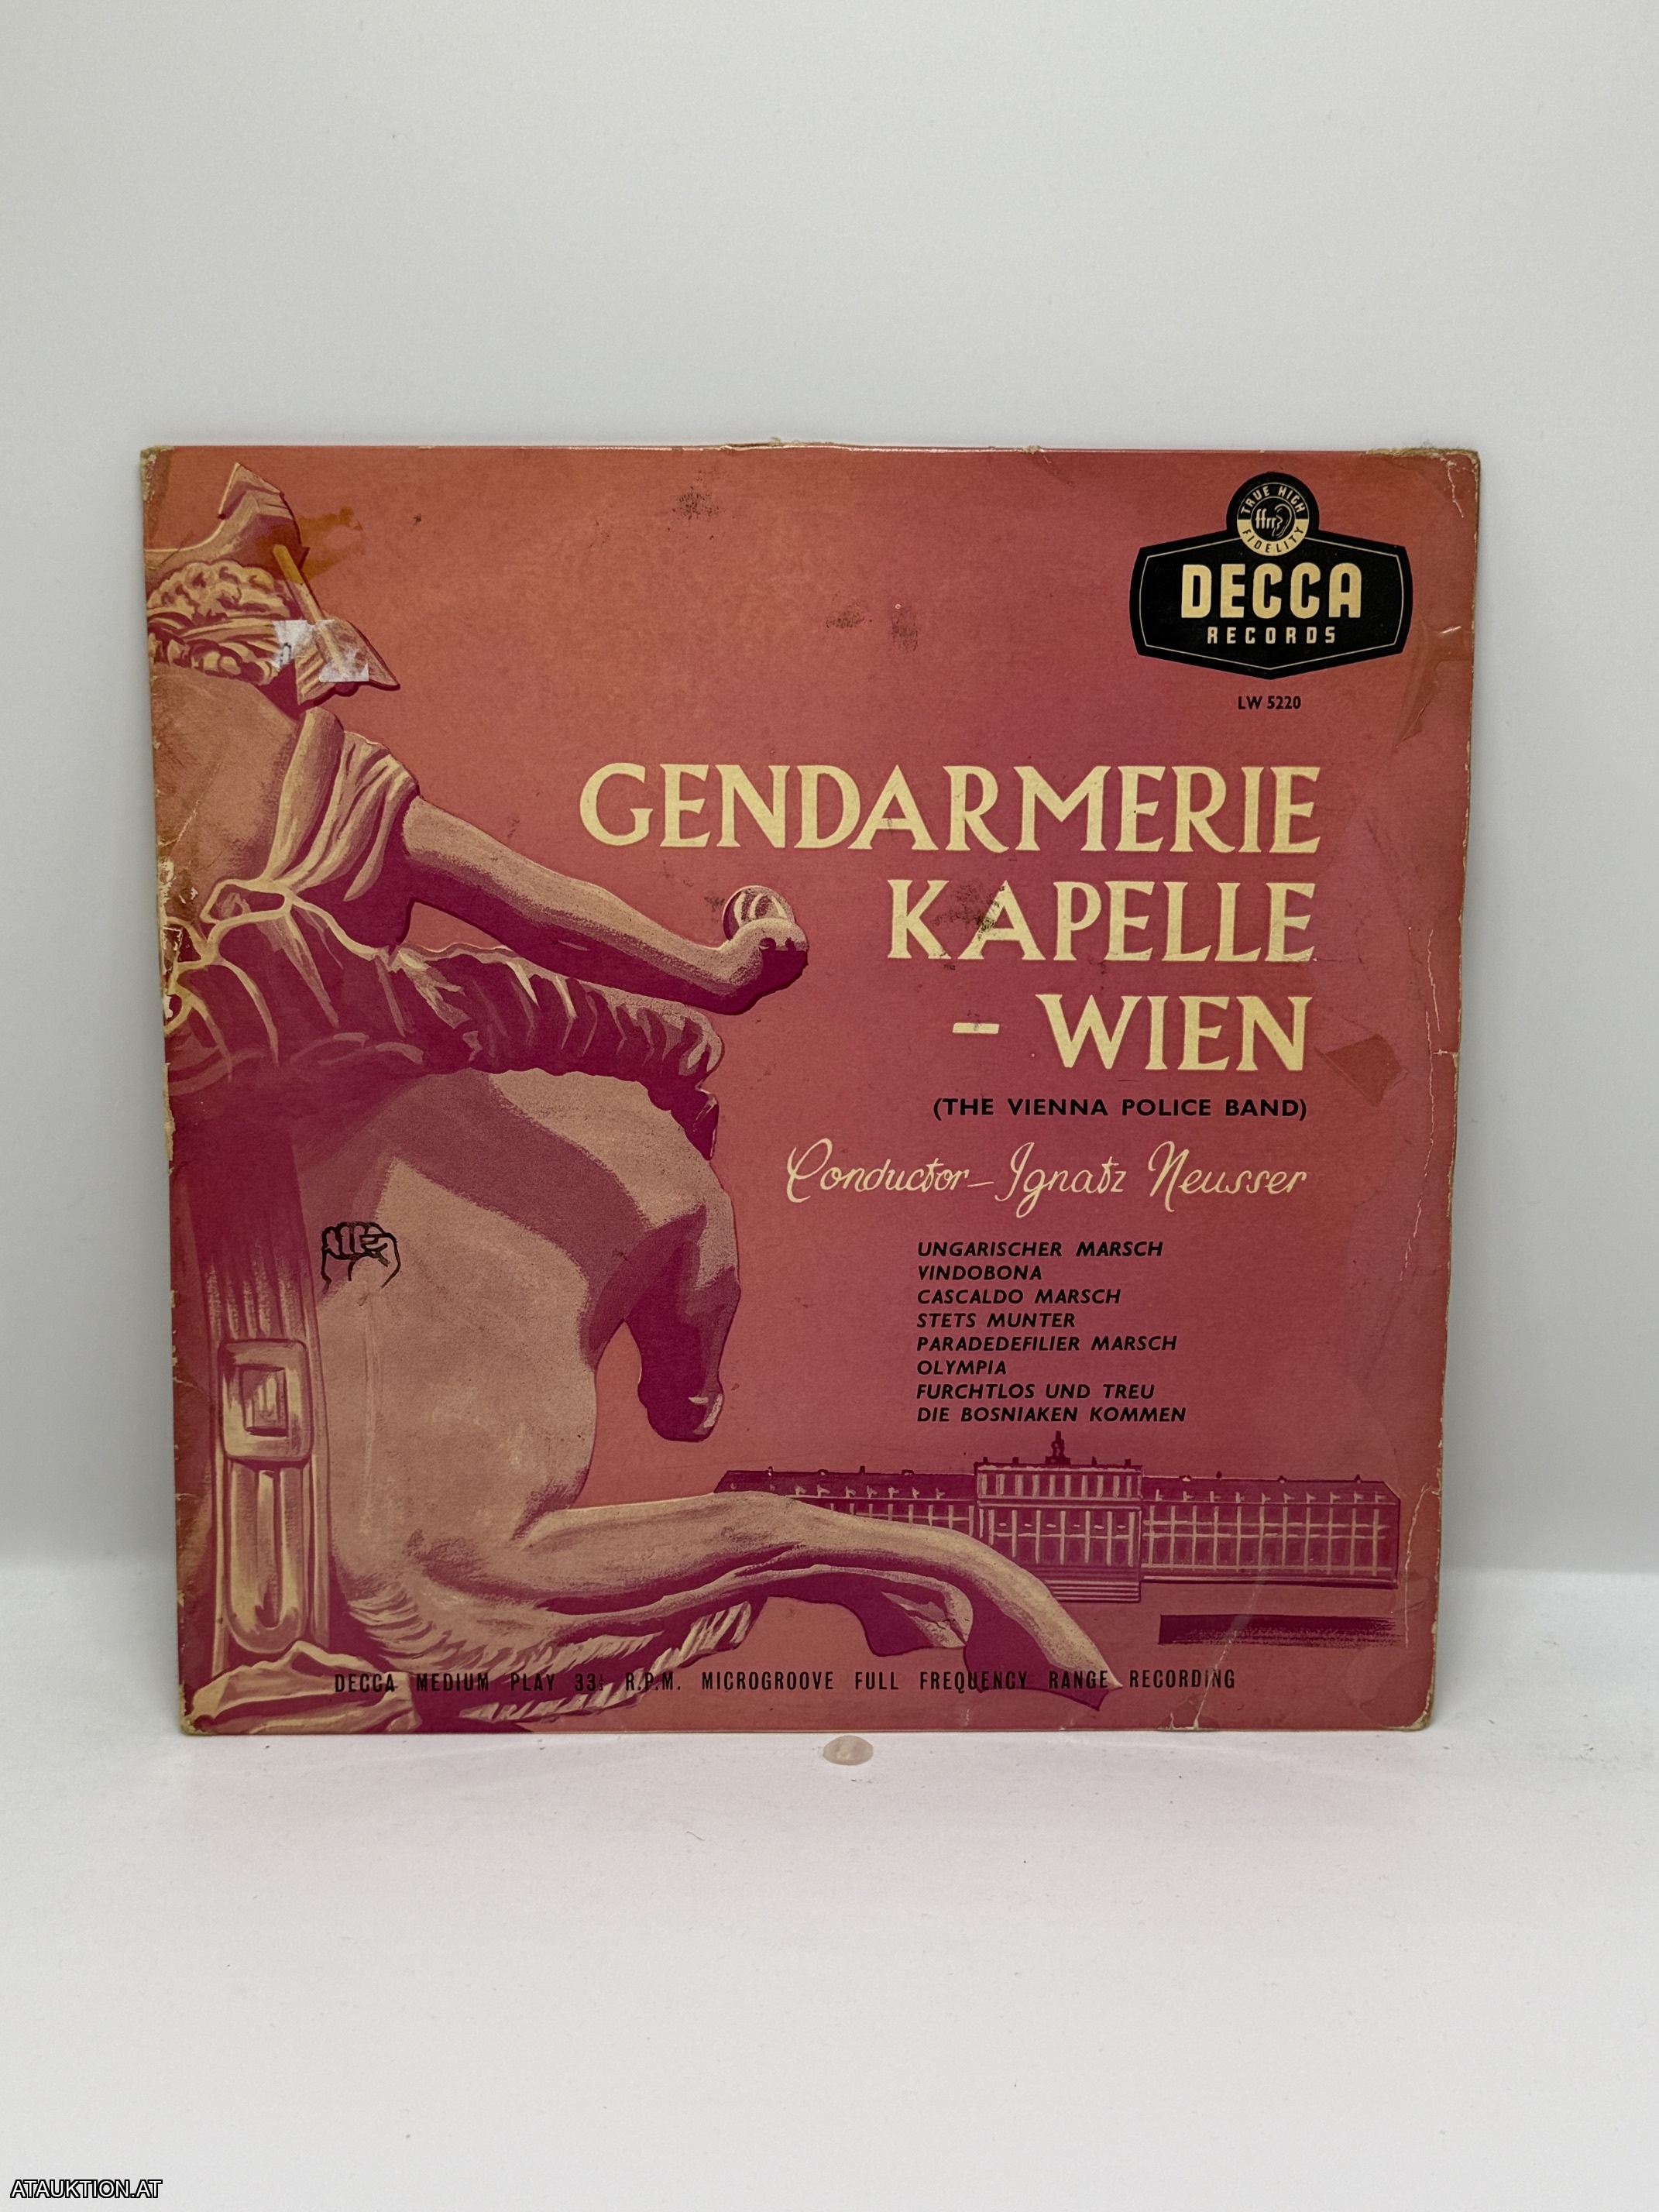 TRUE HIGH
ffrr
FIDELITY
DECCA
RECORDS
LW 5220
GENDARMERIE
KAPELLE
– WIEN
(THE VIENNA POLICE BAND)
Conductor – Ignatz Neusser
UNGARISCHER MARSCH
VINDOBONA
CASCALDO MARSCH
STETS MUNTER
PARADEDEFILIER MARSCH
OLYMPIA
FURCHTLOS UND TREU
DIE BOSNIAKEN KOMMEN
DECCA MEDIUM PLAY 33⅓ R.P.M. MICROGROOVE FULL FREQUENCY RANGE RECORDING
ATAUKTION.AT